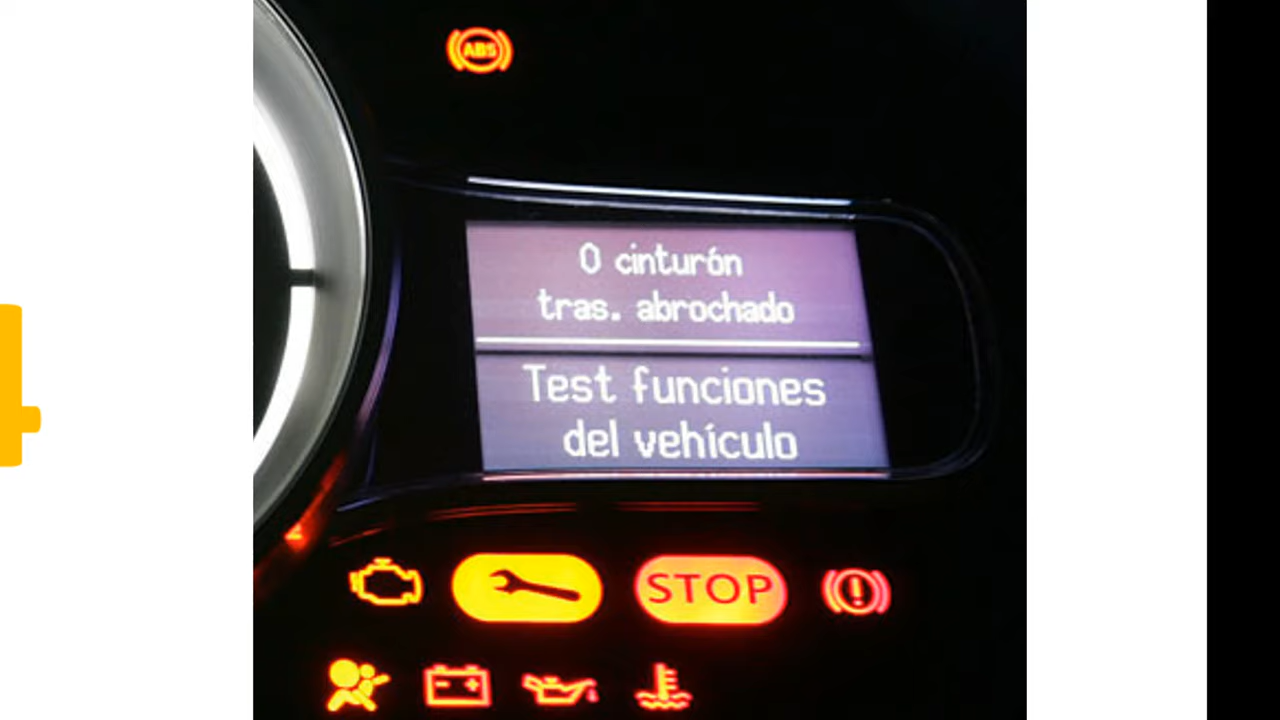 ABS
0 cinturón
tras. abrochado
Test funciones
del vehículo
STOP